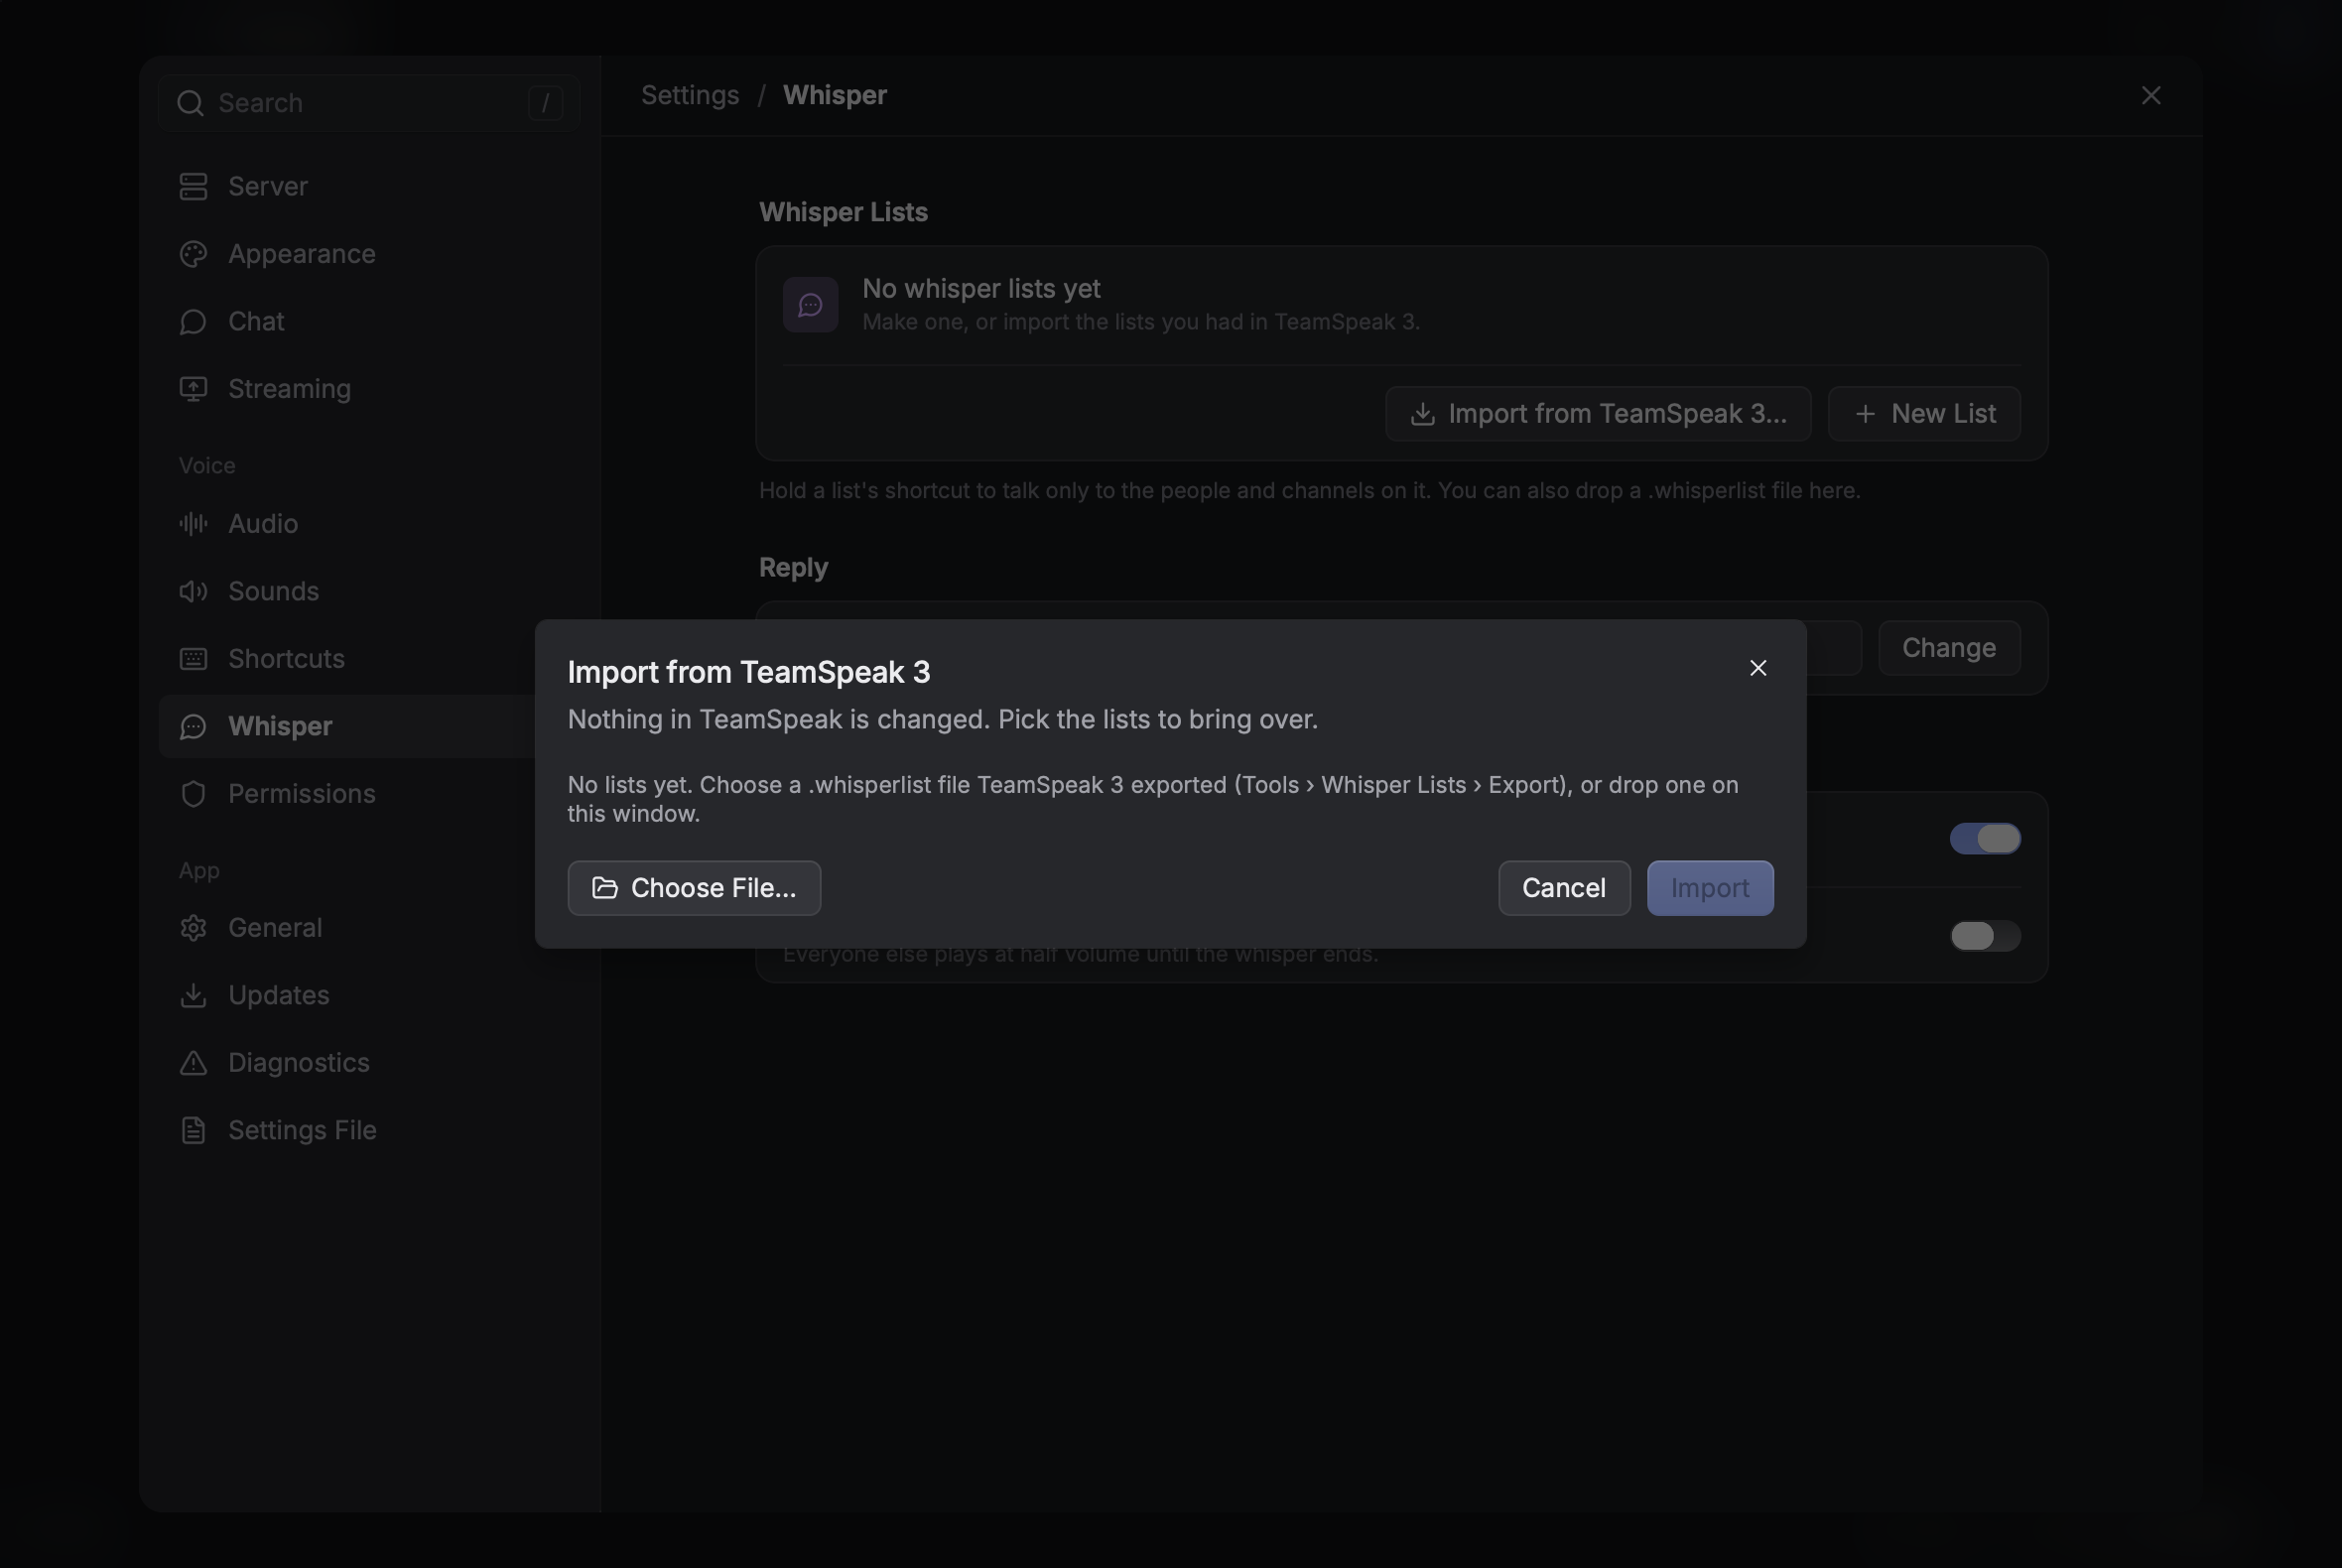 Search
/
Server
Appearance
Chat
Streaming
Voice
Audio
Sounds
Shortcuts
Whisper
Permissions
App
General
Updates
Diagnostics
Settings File
Settings / Whisper
Whisper Lists
No whisper lists yet
Make one, or import the lists you had in TeamSpeak 3.
Import from TeamSpeak 3...
New List
Hold a list's shortcut to talk only to the people and channels on it. You can also drop a .whisperlist file here.
Reply
Change
Import from TeamSpeak 3
Nothing in TeamSpeak is changed. Pick the lists to bring over.
No lists yet. Choose a .whisperlist file TeamSpeak 3 exported (Tools › Whisper Lists › Export), or drop one on
this window.
Choose File...
Cancel
Import
Everyone else plays at half volume until the whisper ends.